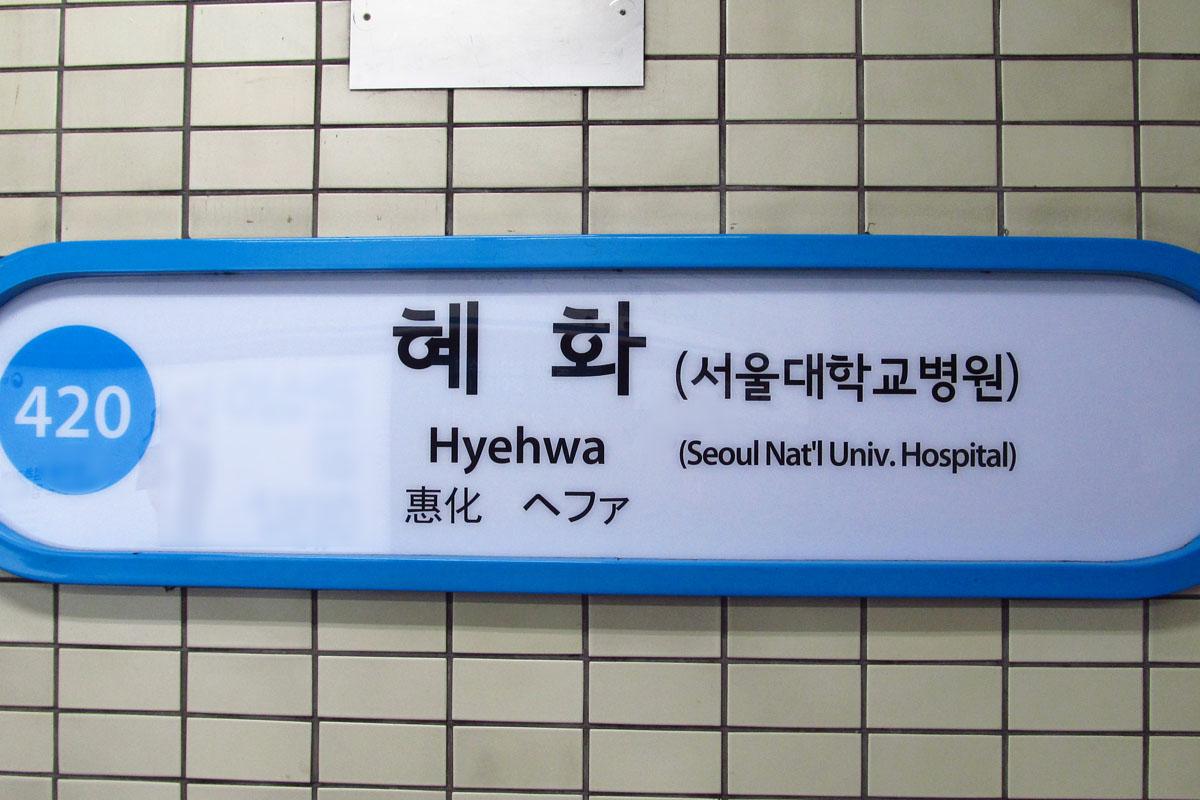 420
혜 화 (서울대학교병원)
Hyehwa (Seoul Nat'l Univ. Hospital)
惠化 ヘファ